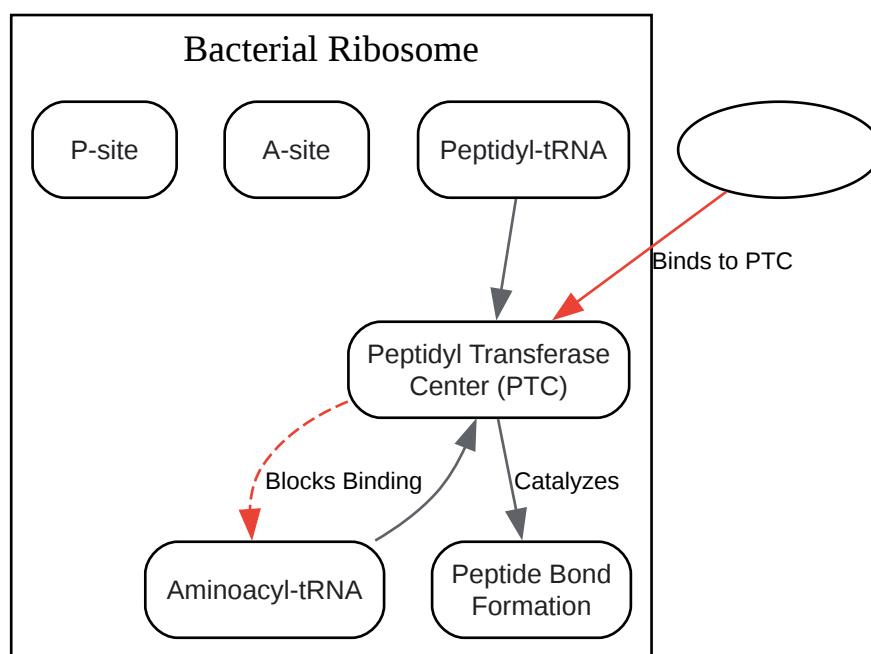 Bacterial Ribosome
P-site
A-site
Peptidyl-tRNA
Binds to PTC
Peptidyl Transferase
Center (PTC)
Blocks Binding
Catalyzes
Aminoacyl-tRNA
Peptide Bond
Formation